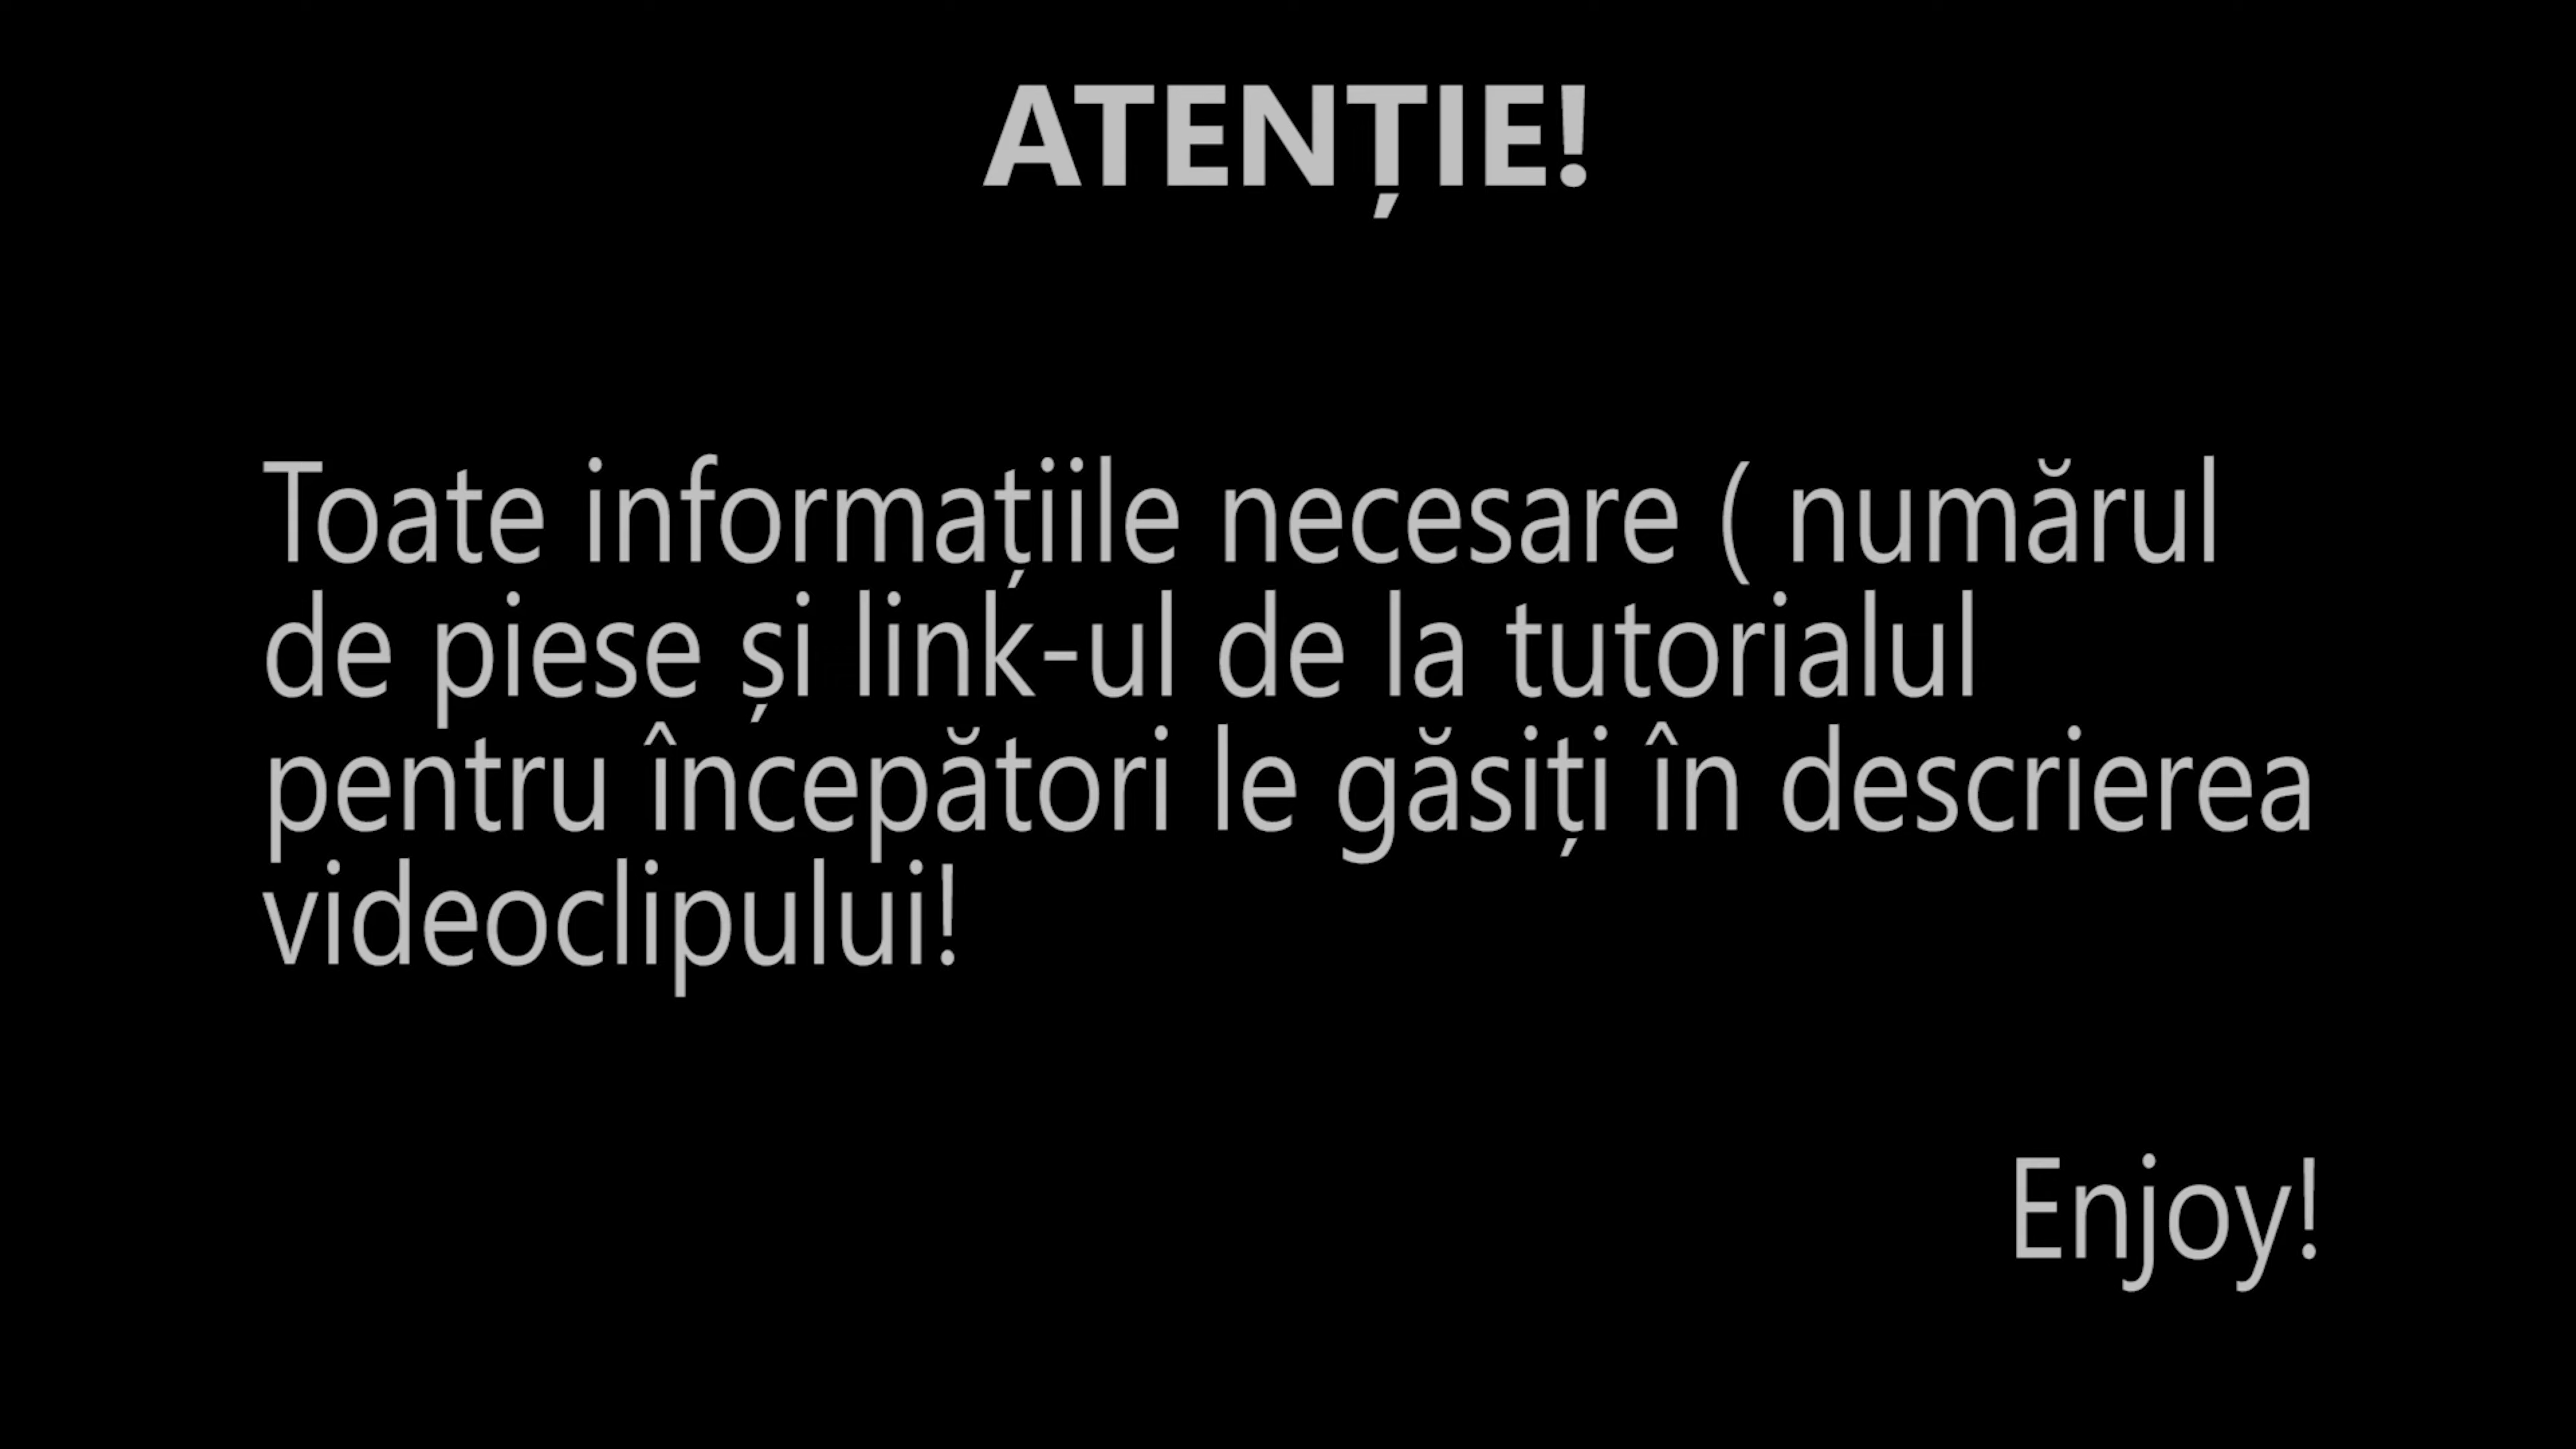 ATENȚIE!
Toate informațiile necesare ( numărul
de piese și link-ul de la tutorialul
pentru începători le găsiți în descrierea
videoclipului!
Enjoy!